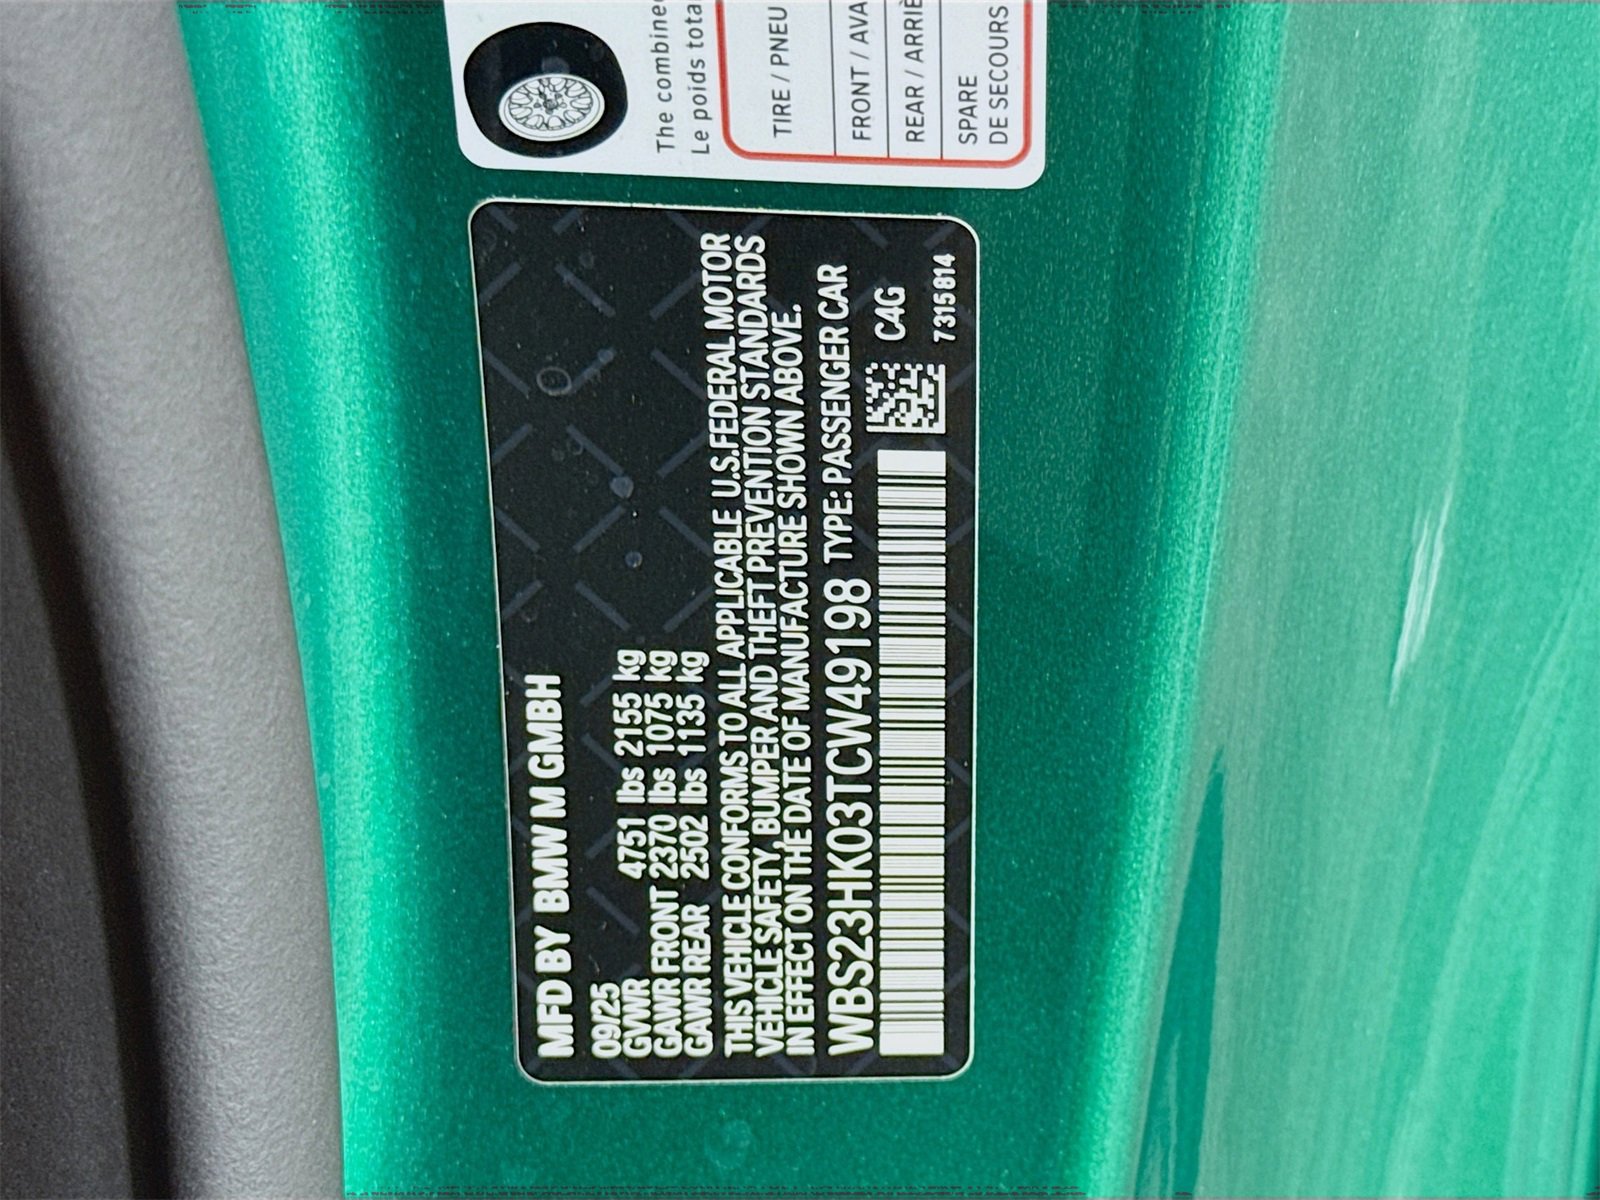 The combined
Le poids tota
TIRE / PNEU
FRONT / AVA
REAR / ARRIÈ
SPARE
DE SECOURS
MFD BY BMW M GMBH
09/25
GVWR 4751 lbs 2155 kg
GAWR FRONT 2370 lbs 1075 kg
GAWR REAR 2502 lbs 1135 kg
THIS VEHICLE CONFORMS TO ALL APPLICABLE U.S.FEDERAL MOTOR
VEHICLE SAFETY, BUMPER AND THEFT PREVENTION STANDARDS
IN EFFECT ON THE DATE OF MANUFACTURE SHOWN ABOVE.
WBS23HK03TCW49198 TYPE: PASSENGER CAR
C4G
7315814